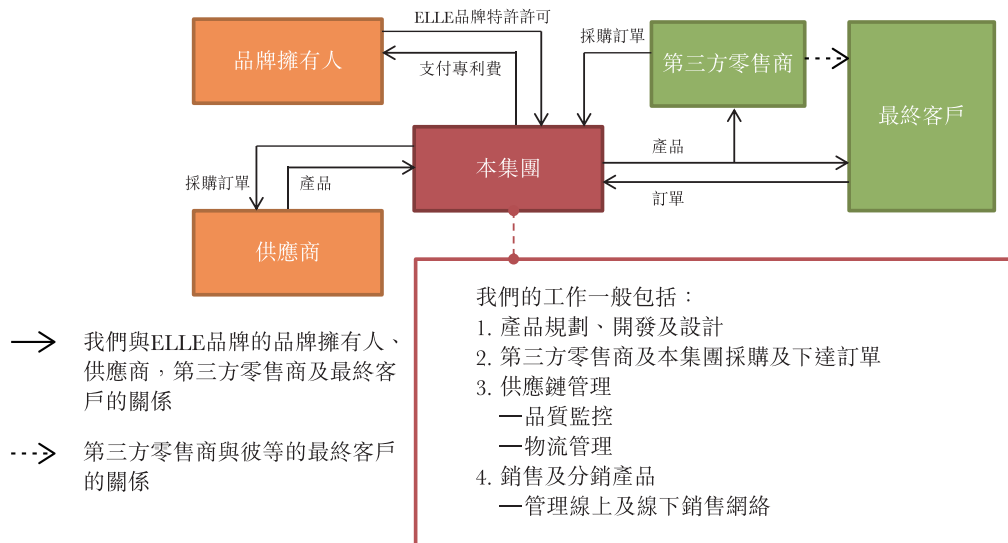 ELLE品牌特許許可
品牌擁有人
支付專利費
採購訂單
第三方零售商
最終客戶
本集團
產品
訂單
採購訂單
產品
供應商
我們的工作一般包括：
1. 產品規劃、開發及設計
2. 第三方零售商及本集團採購及下達訂單
3. 供應鏈管理
—品質監控
—物流管理
4. 銷售及分銷產品
—管理線上及線下銷售網絡
我們與ELLE品牌的品牌擁有人、
供應商，第三方零售商及最終客
戶的關係
第三方零售商與彼等的最終客戶
的關係